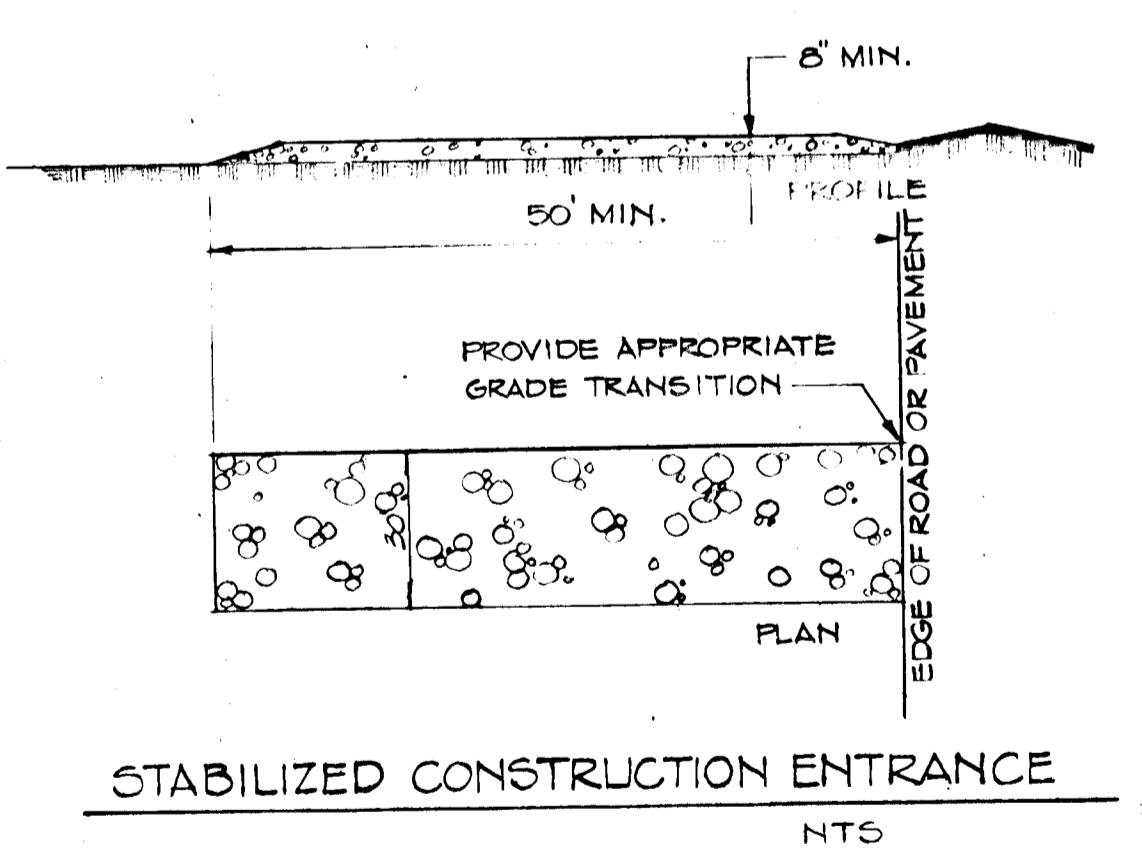 8" MIN.
PROFILE
50' MIN.
EDGE OF ROAD OR PAVEMENT
PROVIDE APPROPRIATE
GRADE TRANSITION
30'
PLAN
STABILIZED CONSTRUCTION ENTRANCE
NTS